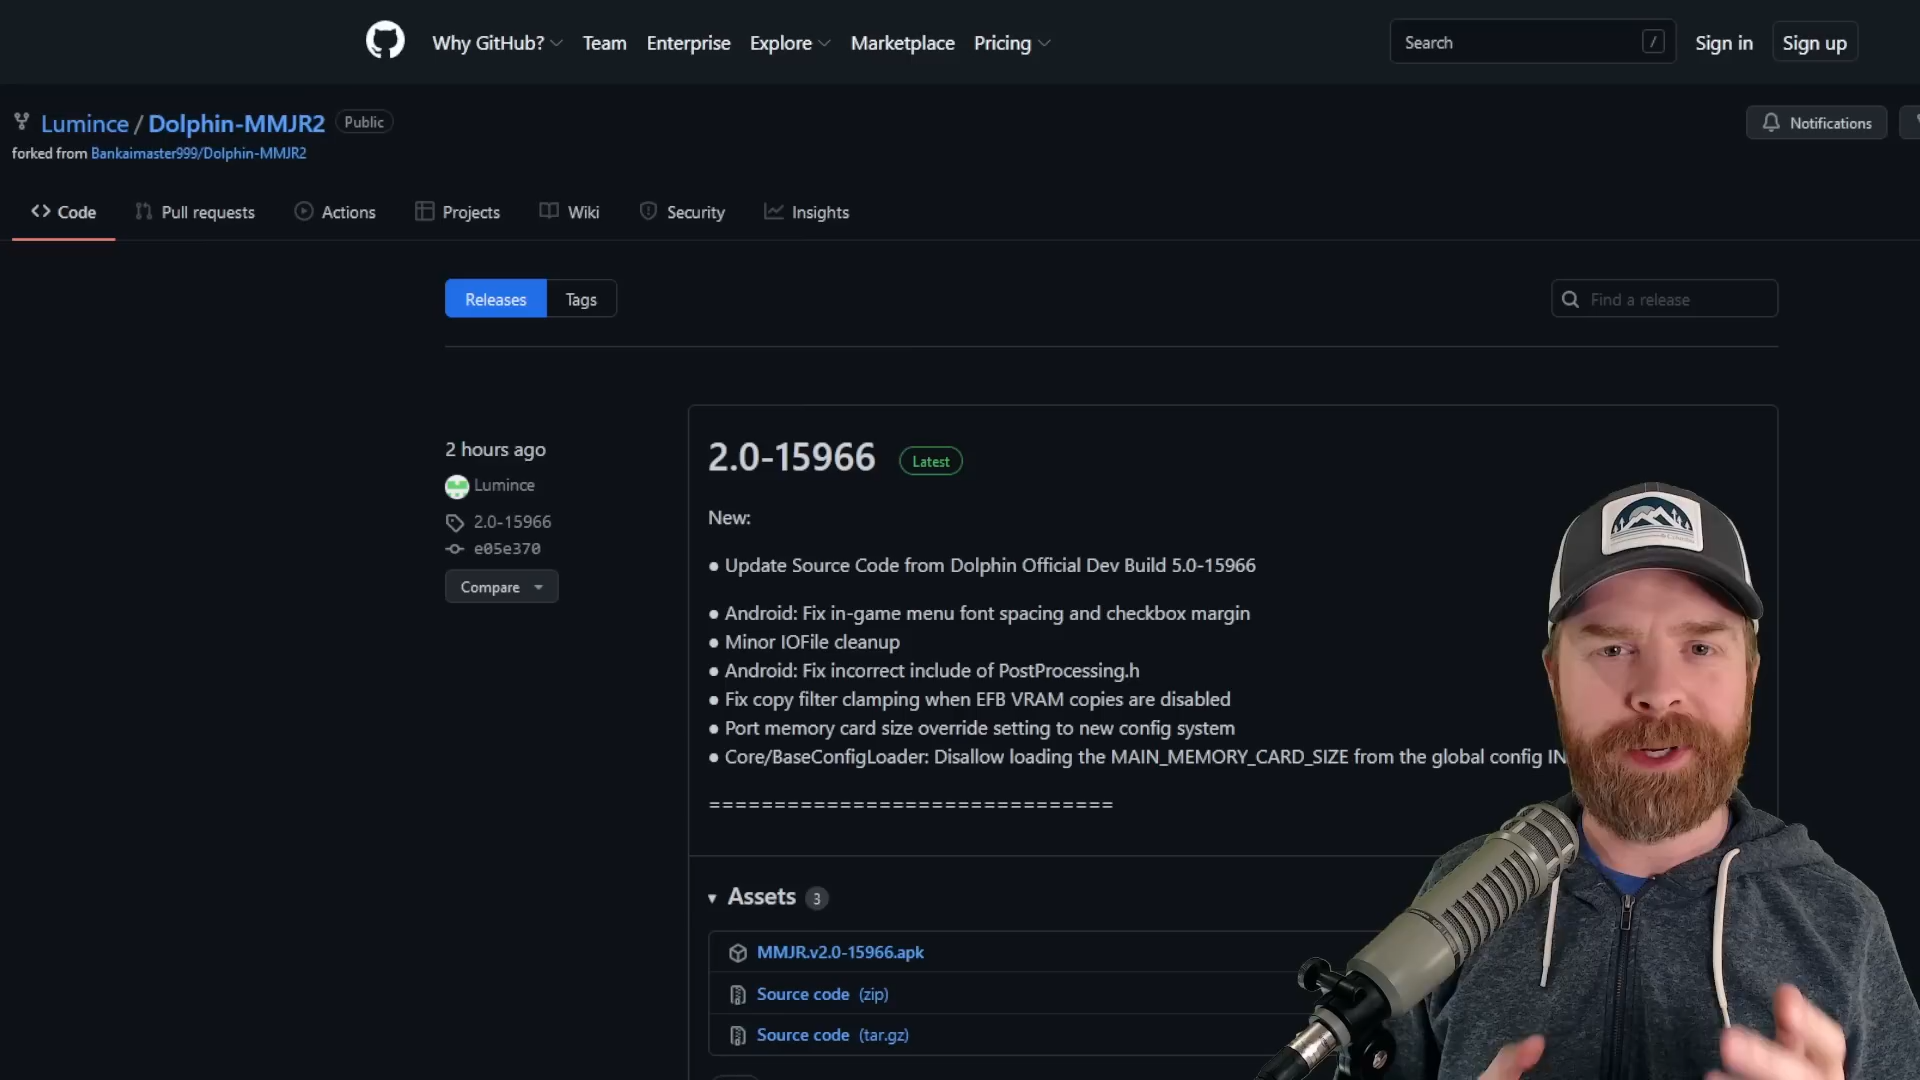 Why GitHub? Team Enterprise Explore Marketplace Pricing Search / Sign in Sign up
Lumince / Dolphin-MMJR2 Public
Notifications
forked from Bankaimaster999/Dolphin-MMJR2
Code Pull requests Actions Projects Wiki Security Insights
Releases Tags Find a release
2 hours ago
Lumince
2.0-15966
e05e370
Compare
2.0-15966 Latest
New:
● Update Source Code from Dolphin Official Dev Build 5.0-15966
● Android: Fix in-game menu font spacing and checkbox margin
● Minor IOFile cleanup
● Android: Fix incorrect include of PostProcessing.h
● Fix copy filter clamping when EFB VRAM copies are disabled
● Port memory card size override setting to new config system
● Core/BaseConfigLoader: Disallow loading the MAIN_MEMORY_CARD_SIZE from the global config IN
===============================
Assets 3
MMJR.v2.0-15966.apk
Source code (zip)
Source code (tar.gz)